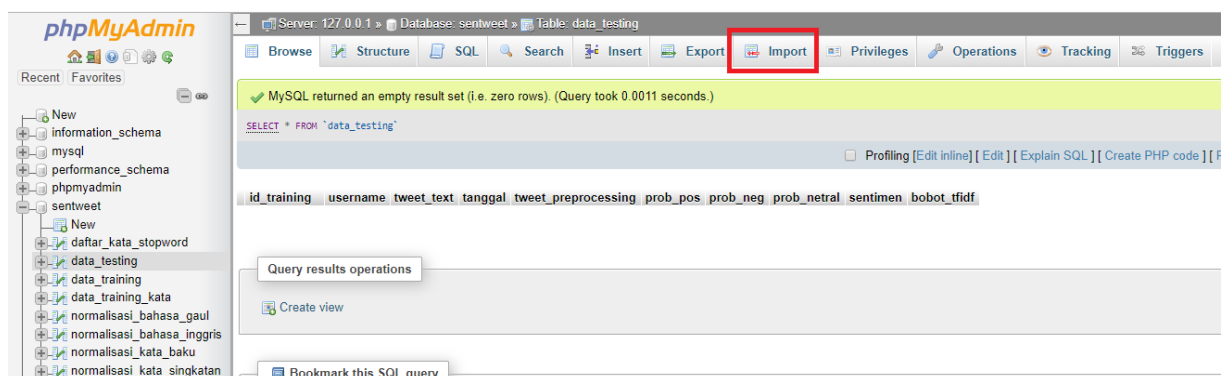 phpMyAdmin
Recent Favorites
New
information_schema
mysql
performance_schema
phpmyadmin
sentweet
New
daftar_kata_stopword
data_testing
data_training
data_training_kata
normalisasi_bahasa_gaul
normalisasi_bahasa_inggris
normalisasi_kata_baku
normalisasi_kata_singkatan
Server: 127.0.0.1 » Database: sentweet » Table: data_testing
Browse Structure SQL Search Insert Export Import Privileges Operations Tracking Triggers
MySQL returned an empty result set (i.e. zero rows). (Query took 0.0011 seconds.)
SELECT * FROM `data_testing`
Profiling [Edit inline] [ Edit ] [ Explain SQL ] [ Create PHP code ] [
id_training username tweet_text tanggal tweet_preprocessing prob_pos prob_neg prob_netral sentimen bobot_tfidf
Query results operations
Create view
Bookmark this SQL query